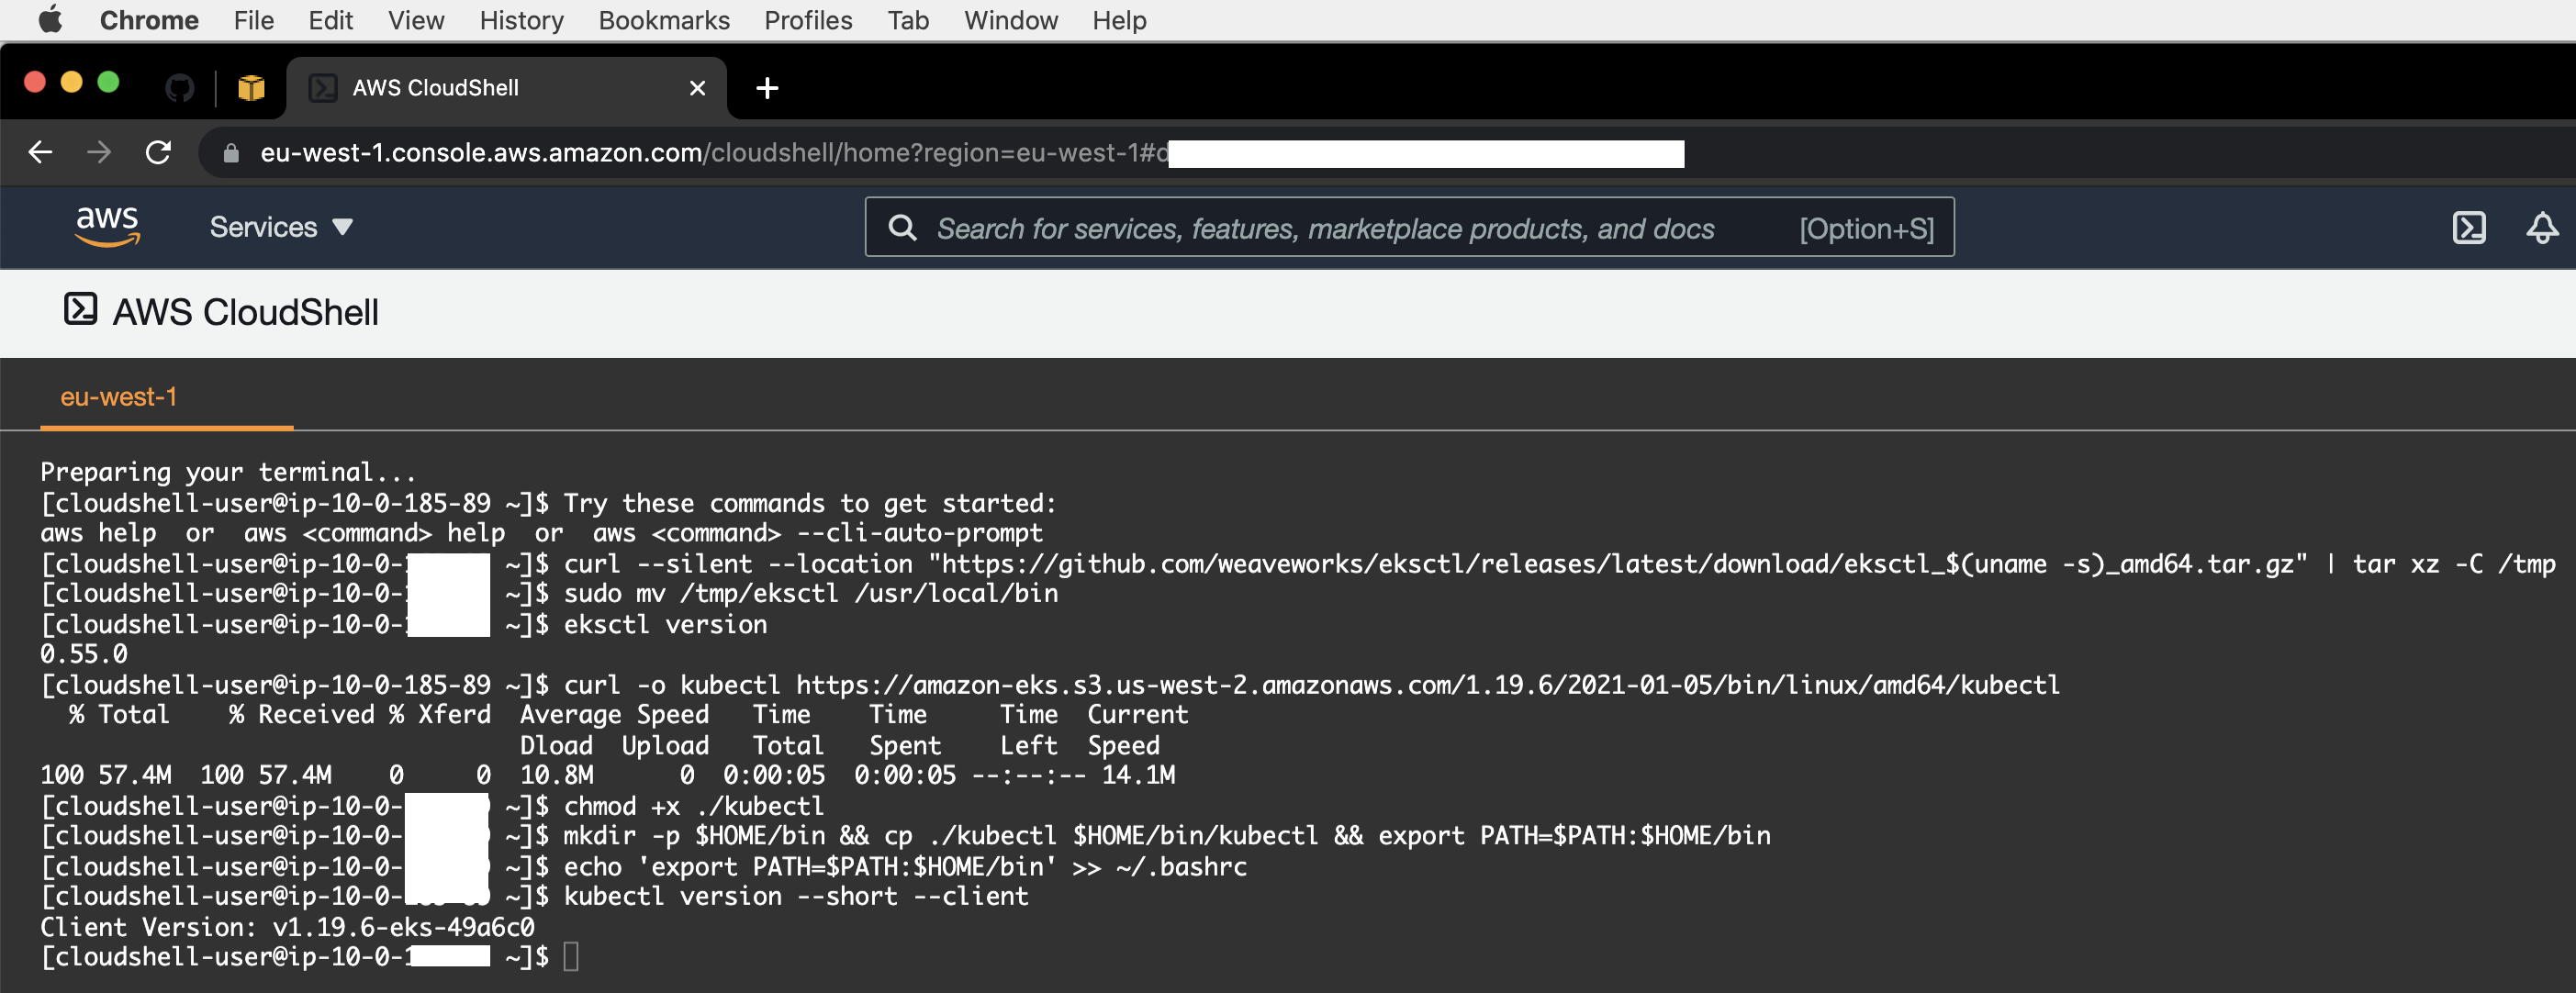 Chrome File Edit View History Bookmarks Profiles Tab Window Help
AWS CloudShell
eu-west-1.console.aws.amazon.com/cloudshell/home?region=eu-west-1#d
aws Services Search for services, features, marketplace products, and docs [Option+S]
AWS CloudShell
eu-west-1
Preparing your terminal...
[cloudshell-user@ip-10-0-185-89 ~]$ Try these commands to get started:
aws help  or  aws <command> help  or  aws <command> --cli-auto-prompt
[cloudshell-user@ip-10-0- ~]$ curl --silent --location "https://github.com/weaveworks/eksctl/releases/latest/download/eksctl_$(uname -s)_amd64.tar.gz" | tar xz -C /tmp
[cloudshell-user@ip-10-0- ~]$ sudo mv /tmp/eksctl /usr/local/bin
[cloudshell-user@ip-10-0- ~]$ eksctl version
0.55.0
[cloudshell-user@ip-10-0-185-89 ~]$ curl -o kubectl https://amazon-eks.s3.us-west-2.amazonaws.com/1.19.6/2021-01-05/bin/linux/amd64/kubectl
  % Total    % Received % Xferd  Average Speed   Time    Time     Time  Current
                                 Dload  Upload   Total   Spent    Left  Speed
100 57.4M  100 57.4M    0     0  10.8M      0  0:00:05  0:00:05 --:--:-- 14.1M
[cloudshell-user@ip-10-0- ~]$ chmod +x ./kubectl
[cloudshell-user@ip-10-0- ~]$ mkdir -p $HOME/bin && cp ./kubectl $HOME/bin/kubectl && export PATH=$PATH:$HOME/bin
[cloudshell-user@ip-10-0- ~]$ echo 'export PATH=$PATH:$HOME/bin' >> ~/.bashrc
[cloudshell-user@ip-10-0- ~]$ kubectl version --short --client
Client Version: v1.19.6-eks-49a6c0
[cloudshell-user@ip-10-0-1 ~]$